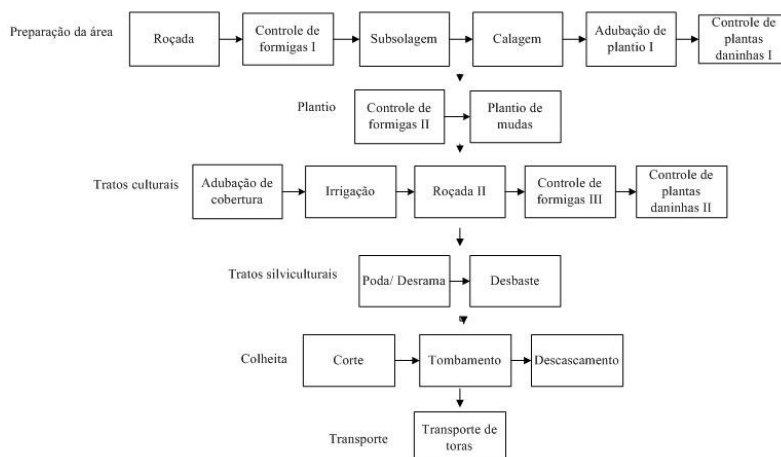 Preparação da área
Roçada
Controle de
formigas I
Subsolagem
Calagem
Adubação
de plantio I
Controle de
plantas
daninhas I
Plantio
Controle de
formigas II
Plantio de
mudas
Tratos culturais
Adubação de
cobertura
Irrigação
Roçada II
Controle de
formigas III
Controle de
plantas
daninhas II
Tratos silviculturais
Poda/ Desrama
Desbaste
Colheita
Corte
Tombamento
Descascamento
Transporte
Transporte de
toras